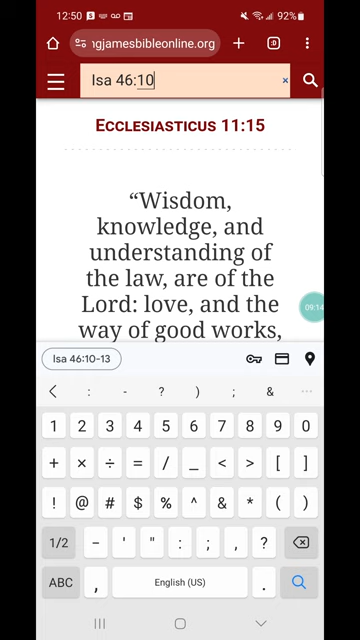 12:50
92%
ngjamesbibleonline.org
Isa 46:10
ECCLESIASTICUS 11:15
“Wisdom,
knowledge, and
understanding of
the law, are of the
Lord: love, and the
way of good works,
09:14
Isa 46:10-13
< : - ? ) ; & ...
1 2 3 4 5 6 7 8 9 0
+ × ÷ = / _ < > [ ]
! @ # $ % ^ & * ( )
1/2 - ' " : ; , ?
ABC , English (US) .